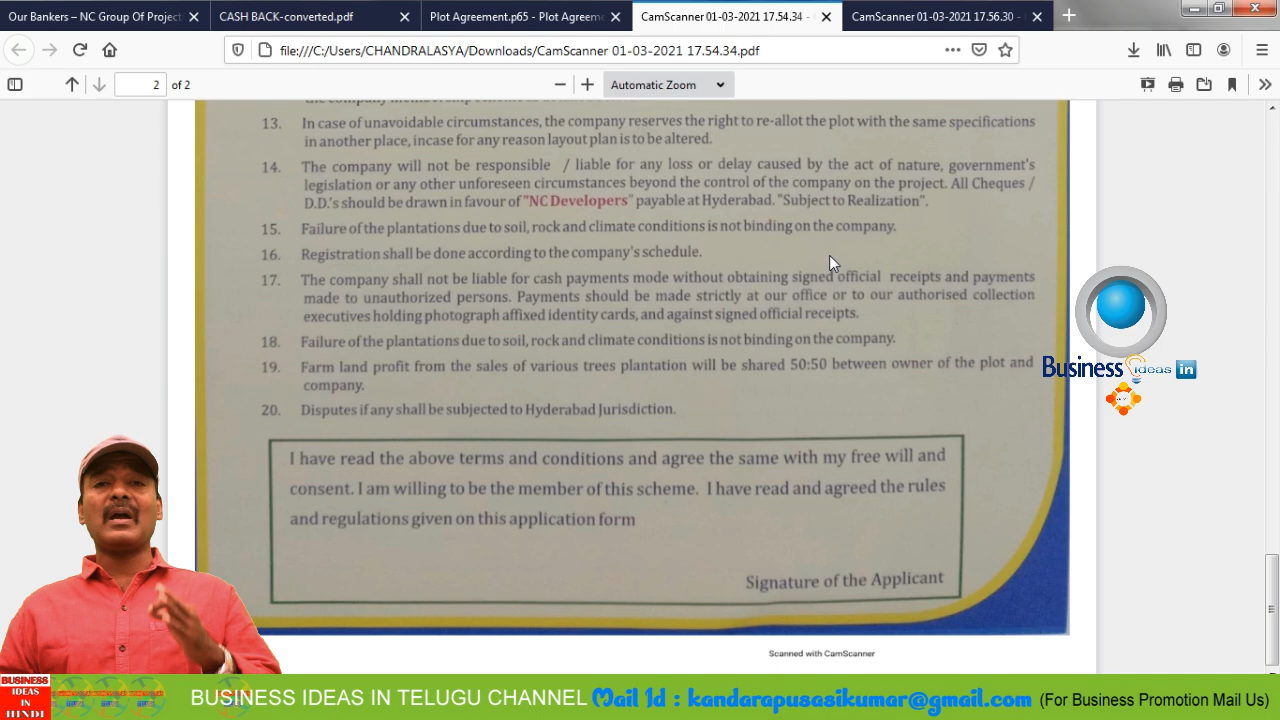 Our Bankers – NC Group Of Project
CASH BACK-converted.pdf
Plot Agreement.p65 - Plot Agreeme
CamScanner 01-03-2021 17.54.34 -
CamScanner 01-03-2021 17.56.30 -
file:///C:/Users/CHANDRALASYA/Downloads/CamScanner 01-03-2021 17.54.34.pdf
2 of 2
Automatic Zoom
13. In case of unavoidable circumstances, the company reserves the right to re-allot the plot with the same specifications
in another place, incase for any reason layout plan is to be altered.
14. The company will not be responsible / liable for any loss or delay caused by the act of nature, government's
legislation or any other unforeseen circumstances beyond the control of the company on the project. All Cheques /
D.D.'s should be drawn in favour of "NC Developers" payable at Hyderabad. "Subject to Realization".
15. Failure of the plantations due to soil, rock and climate conditions is not binding on the company.
16. Registration shall be done according to the company's schedule.
17. The company shall not be liable for cash payments mode without obtaining signed official receipts and payments
made to unauthorized persons. Payments should be made strictly at our office or to our authorised collection
executives holding photograph affixed identity cards, and against signed official receipts.
18. Failure of the plantations due to soil, rock and climate conditions is not binding on the company.
19. Farm land profit from the sales of various trees plantation will be shared 50:50 between owner of the plot and
company.
20. Disputes if any shall be subjected to Hyderabad Jurisdiction.
I have read the above terms and conditions and agree the same with my free will and
consent. I am willing to be the member of this scheme. I have read and agreed the rules
and regulations given on this application form
Signature of the Applicant
Scanned with CamScanner
Business ideas in
BUSINESS
IDEAS
IN
HINDI
BUSINESS IDEAS IN TELUGU CHANNEL Mail Id : kandarapusasikumar@gmail.com (For Business Promotion Mail Us)